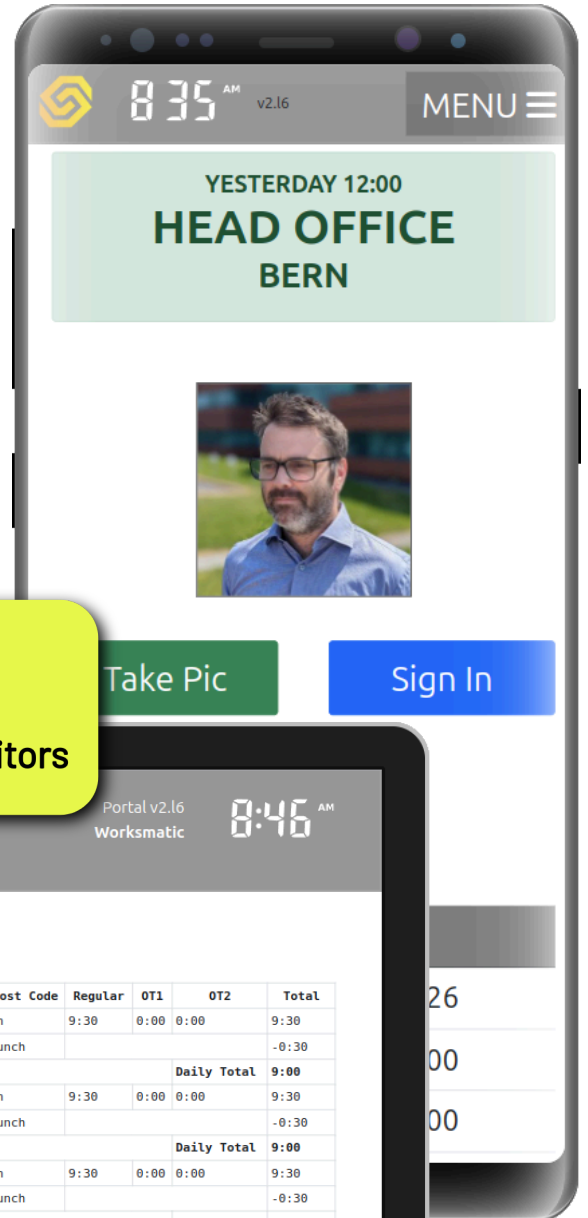 8 35 AM
v2.l6
MENU
YESTERDAY 12:00
HEAD OFFICE
BERN
Take Pic
Sign In
itors
Portal v2.l6
Worksmatic
8:46 AM
ost Code Regular OT1 OT2 Total
n 9:30 0:00 0:00 9:30
unch -0:30
Daily Total 9:00
n 9:30 0:00 0:00 9:30
unch -0:30
Daily Total 9:00
n 9:30 0:00 0:00 9:30
unch -0:30
26
00
00